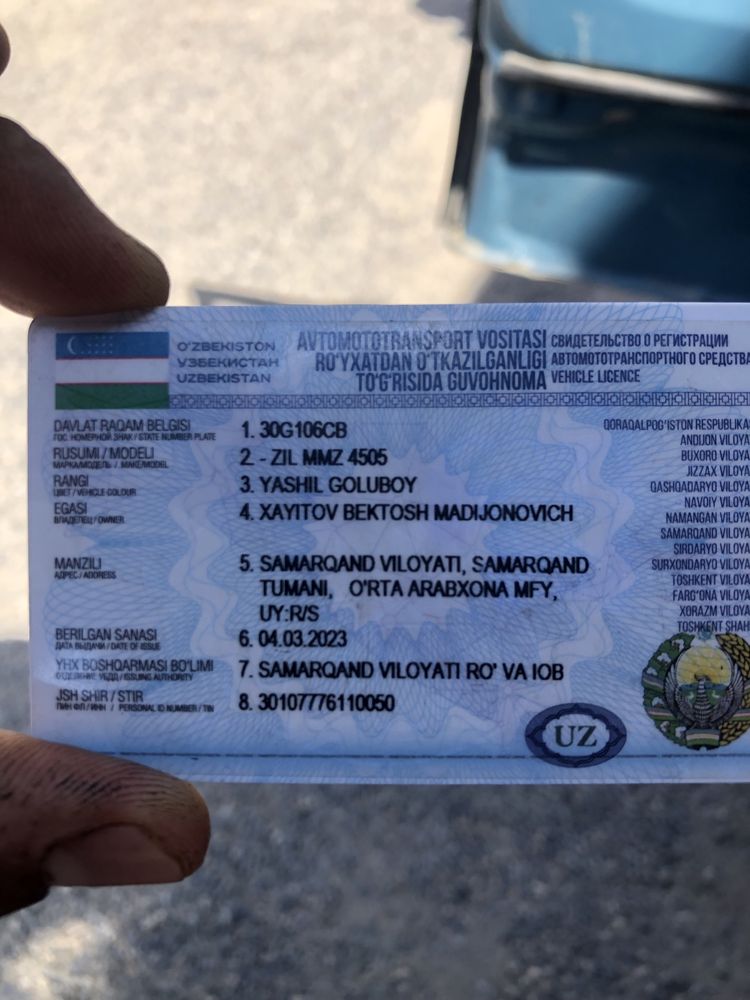 O'ZBEKISTON
УЗБЕКИСТАН
UZBEKISTAN
AVTOMOTOTRANSPORT VOSITASI
RO'YXATDAN O'TKAZILGANLIGI
TO'G'RISIDA GUVOHNOMA
СВИДЕТЕЛЬСТВО О РЕГИСТРАЦИИ
АВТОМОТОТРАНСПОРТНОГО СРЕДСТВА
VEHICLE LICENCE
DAVLAT RAQAM BELGISI
ГОС. НОМЕРНОЙ ЗНАК / STATE NUMBER PLATE
1. 30G106CB
RUSUMI / MODELI
МАРКА/МОДЕЛЬ / MAKE/MODEL
2. - ZIL MMZ 4505
RANGI
ЦВЕТ / VEHICLE COLOUR
3. YASHIL GOLUBOY
EGASI
ВЛАДЕЛЕЦ / OWNER
4. XAYITOV BEKTOSH MADIJONOVICH
MANZILI
АДРЕС / ADDRESS
5. SAMARQAND VILOYATI, SAMARQAND
TUMANI, O'RTA ARABXONA MFY,
UY:R/S
BERILGAN SANASI
ДАТА ВЫДАЧИ / DATE OF ISSUE
6. 04.03.2023
YHX BOSHQARMASI BO'LIMI
ОТДЕЛЕНИЕ УБДД / ISSUING AUTHORITY
7. SAMARQAND VILOYATI RO' VA IOB
JSH SHIR / STIR
ПИН ФЛ / ИНН / PERSONAL ID NUMBER / TIN
8. 30107776110050
QORAQALPOG'ISTON RESPUBLIKA
ANDIJON VILOYA
BUXORO VILOYA
JIZZAX VILOYA
QASHQADARYO VILOYA
NAVOIY VILOYA
NAMANGAN VILOYA
SAMARQAND VILOYA
SIRDARYO VILOYA
SURXONDARYO VILOYA
TOSHKENT VILOYA
FARG'ONA VILOYA
XORAZM VILOYA
TOSHKENT SHAH
UZ